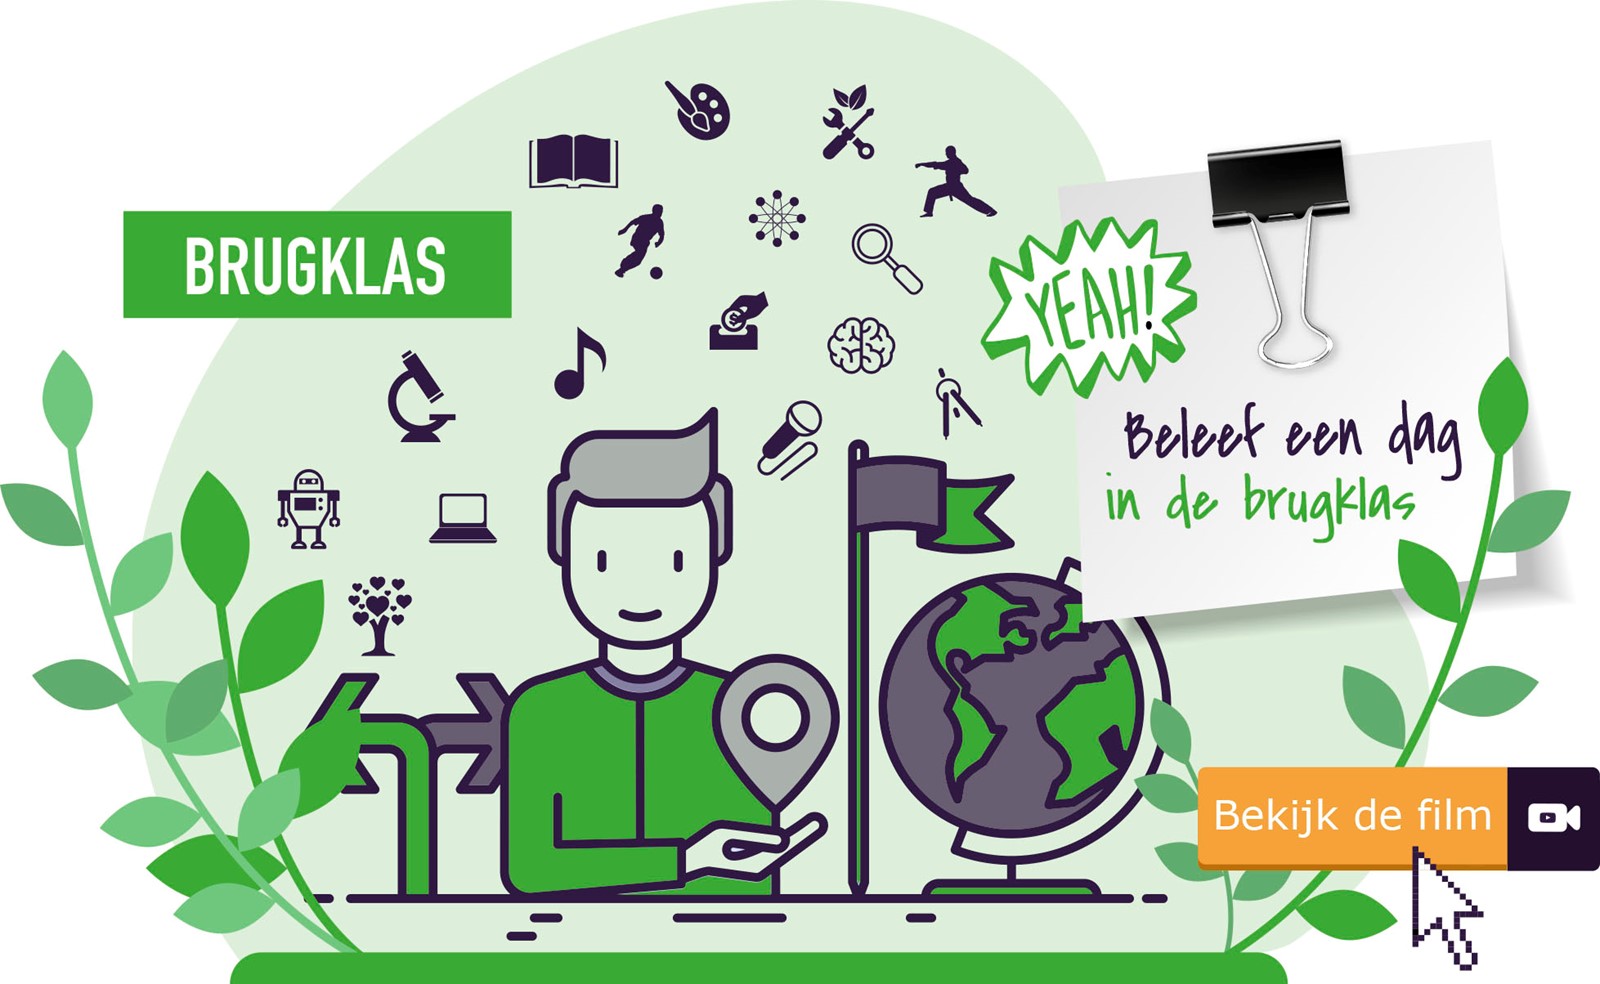 BRUGKLAS
YEAH!
Beleef een dag
in de brugklas
Bekijk de film